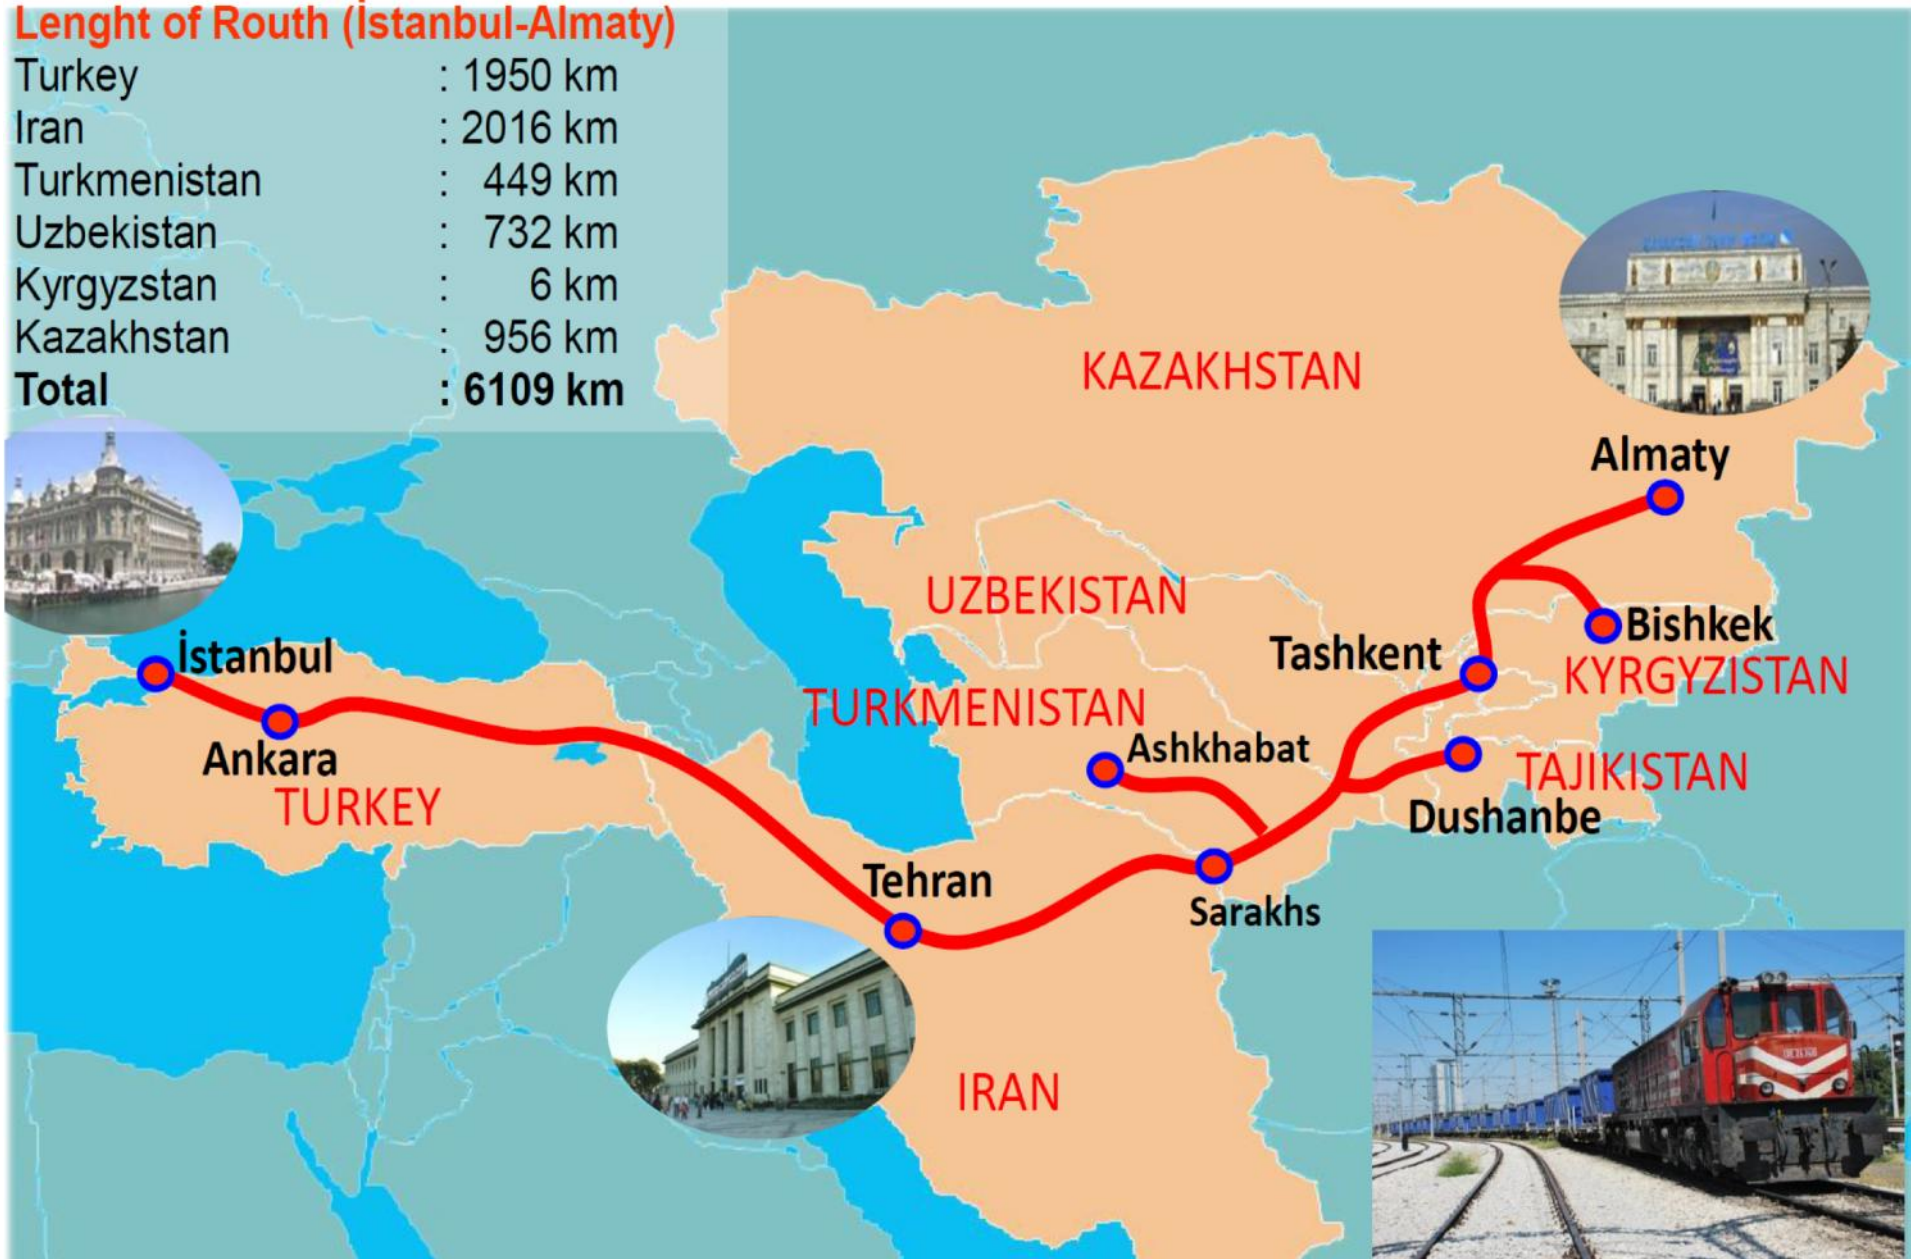 Lenght of Routh (İstanbul-Almaty)
Turkey : 1950 km
Iran : 2016 km
Turkmenistan : 449 km
Uzbekistan : 732 km
Kyrgyzstan : 6 km
Kazakhstan : 956 km
Total : 6109 km
KAZAKHSTAN
Almaty
UZBEKISTAN
Bishkek
Tashkent
KYRGYZISTAN
İstanbul
TURKMENISTAN
Ashkhabat
Ankara
TAJIKISTAN
TURKEY
Dushanbe
Tehran
Sarakhs
IRAN